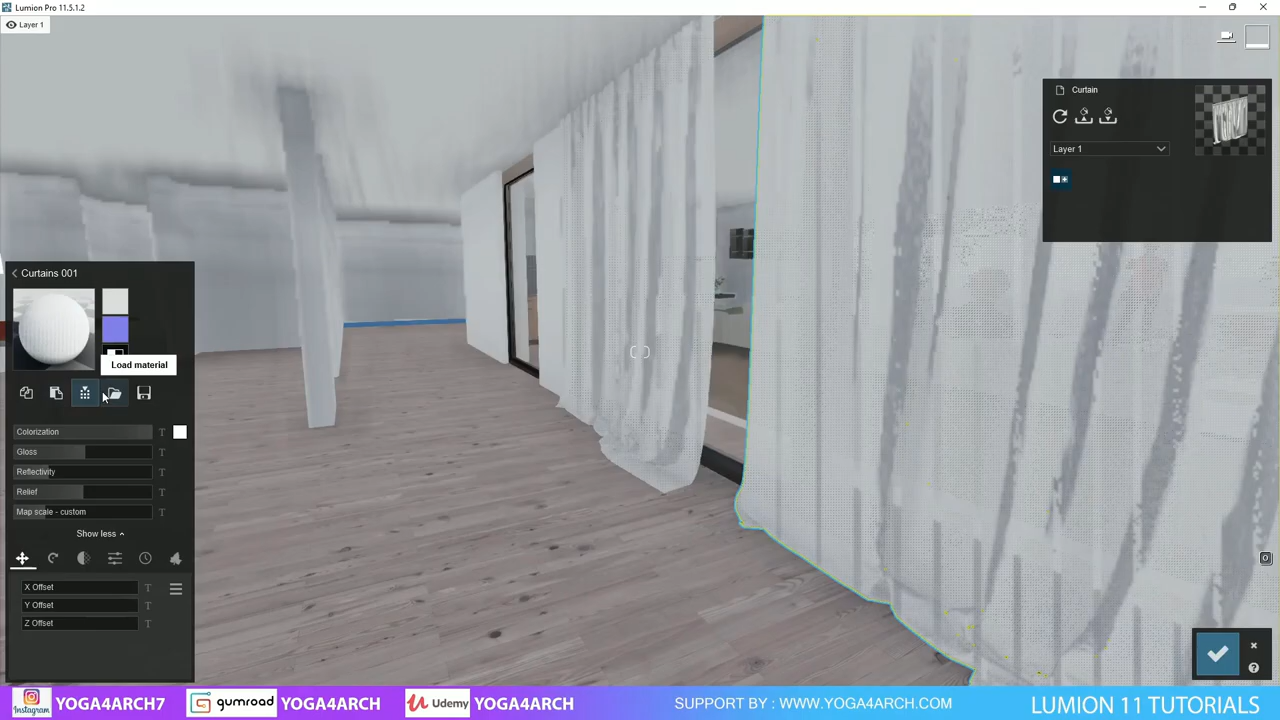 Lumion Pro 11.5.1.2
Layer 1
Curtain
Layer 1
Curtains 001
Load material
Colorization T
Gloss T
Reflectivity T
Relief T
Map scale - custom T
Show less
X Offset T
Y Offset T
Z Offset T
Instagram YOGA4ARCH7 gumroad YOGA4ARCH Udemy YOGA4ARCH SUPPORT BY : WWW.YOGA4ARCH.COM LUMION 11 TUTORIALS